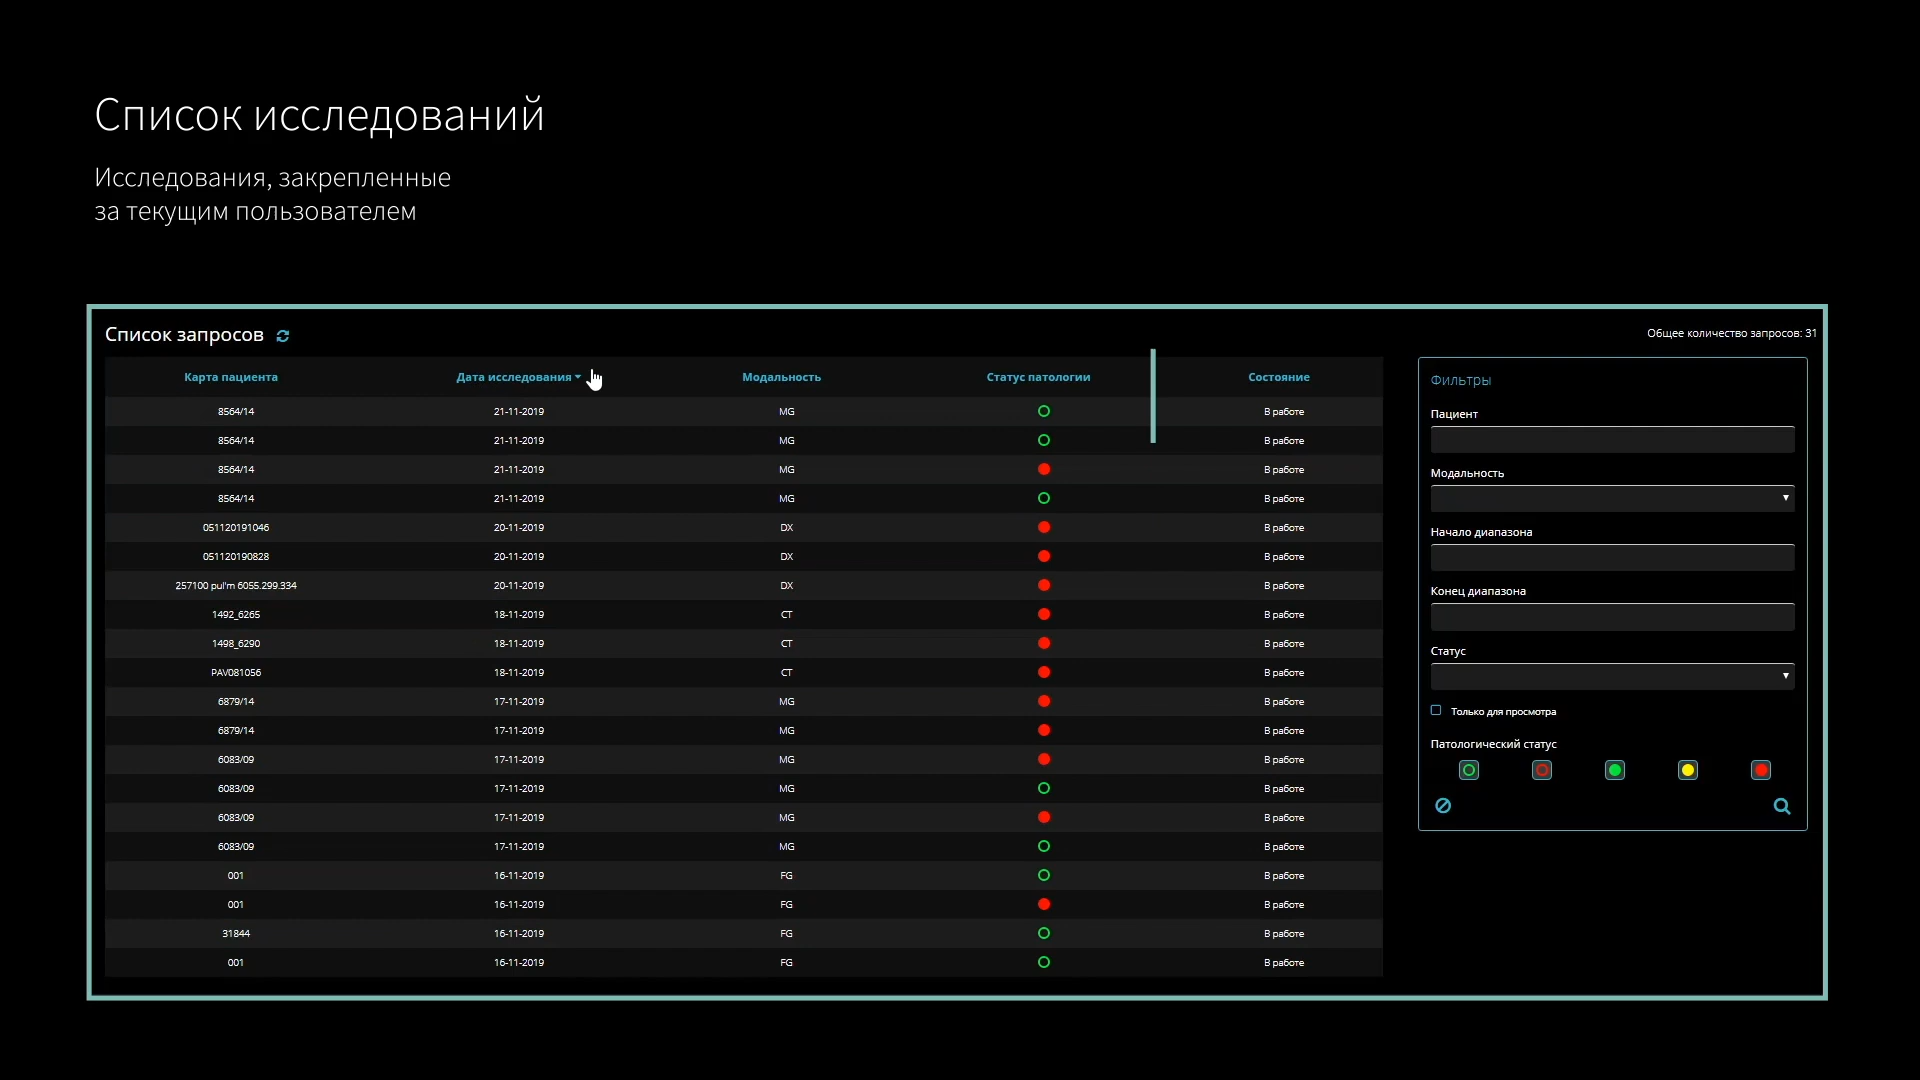 Список исследований
Исследования, закрепленные
за текущим пользователем
Список запросов
Общее количество запросов: 31
Карта пациента Дата исследования Модальность Статус патологии Состояние
8564/14 21-11-2019 MG В работе
8564/14 21-11-2019 MG В работе
8564/14 21-11-2019 MG В работе
8564/14 21-11-2019 MG В работе
051120191046 20-11-2019 DX В работе
051120190828 20-11-2019 DX В работе
257100 pul'm 6055.299.334 20-11-2019 DX В работе
1492_6265 18-11-2019 CT В работе
1498_6290 18-11-2019 CT В работе
PAV081056 18-11-2019 CT В работе
6879/14 17-11-2019 MG В работе
6879/14 17-11-2019 MG В работе
6083/09 17-11-2019 MG В работе
6083/09 17-11-2019 MG В работе
6083/09 17-11-2019 MG В работе
6083/09 17-11-2019 MG В работе
001 16-11-2019 FG В работе
001 16-11-2019 FG В работе
31844 16-11-2019 FG В работе
001 16-11-2019 FG В работе
Фильтры
Пациент
Модальность
Начало диапазона
Конец диапазона
Статус
Только для просмотра
Патологический статус